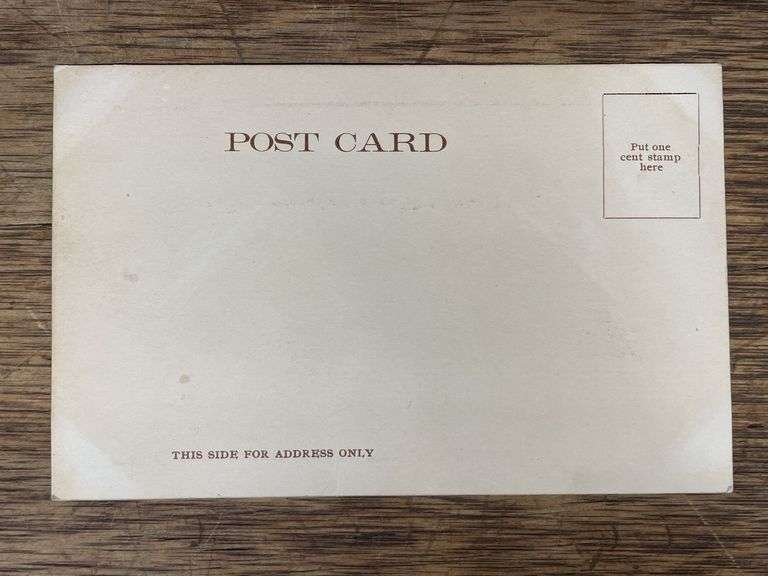 POST CARD
Put one
cent stamp
here
THIS SIDE FOR ADDRESS ONLY